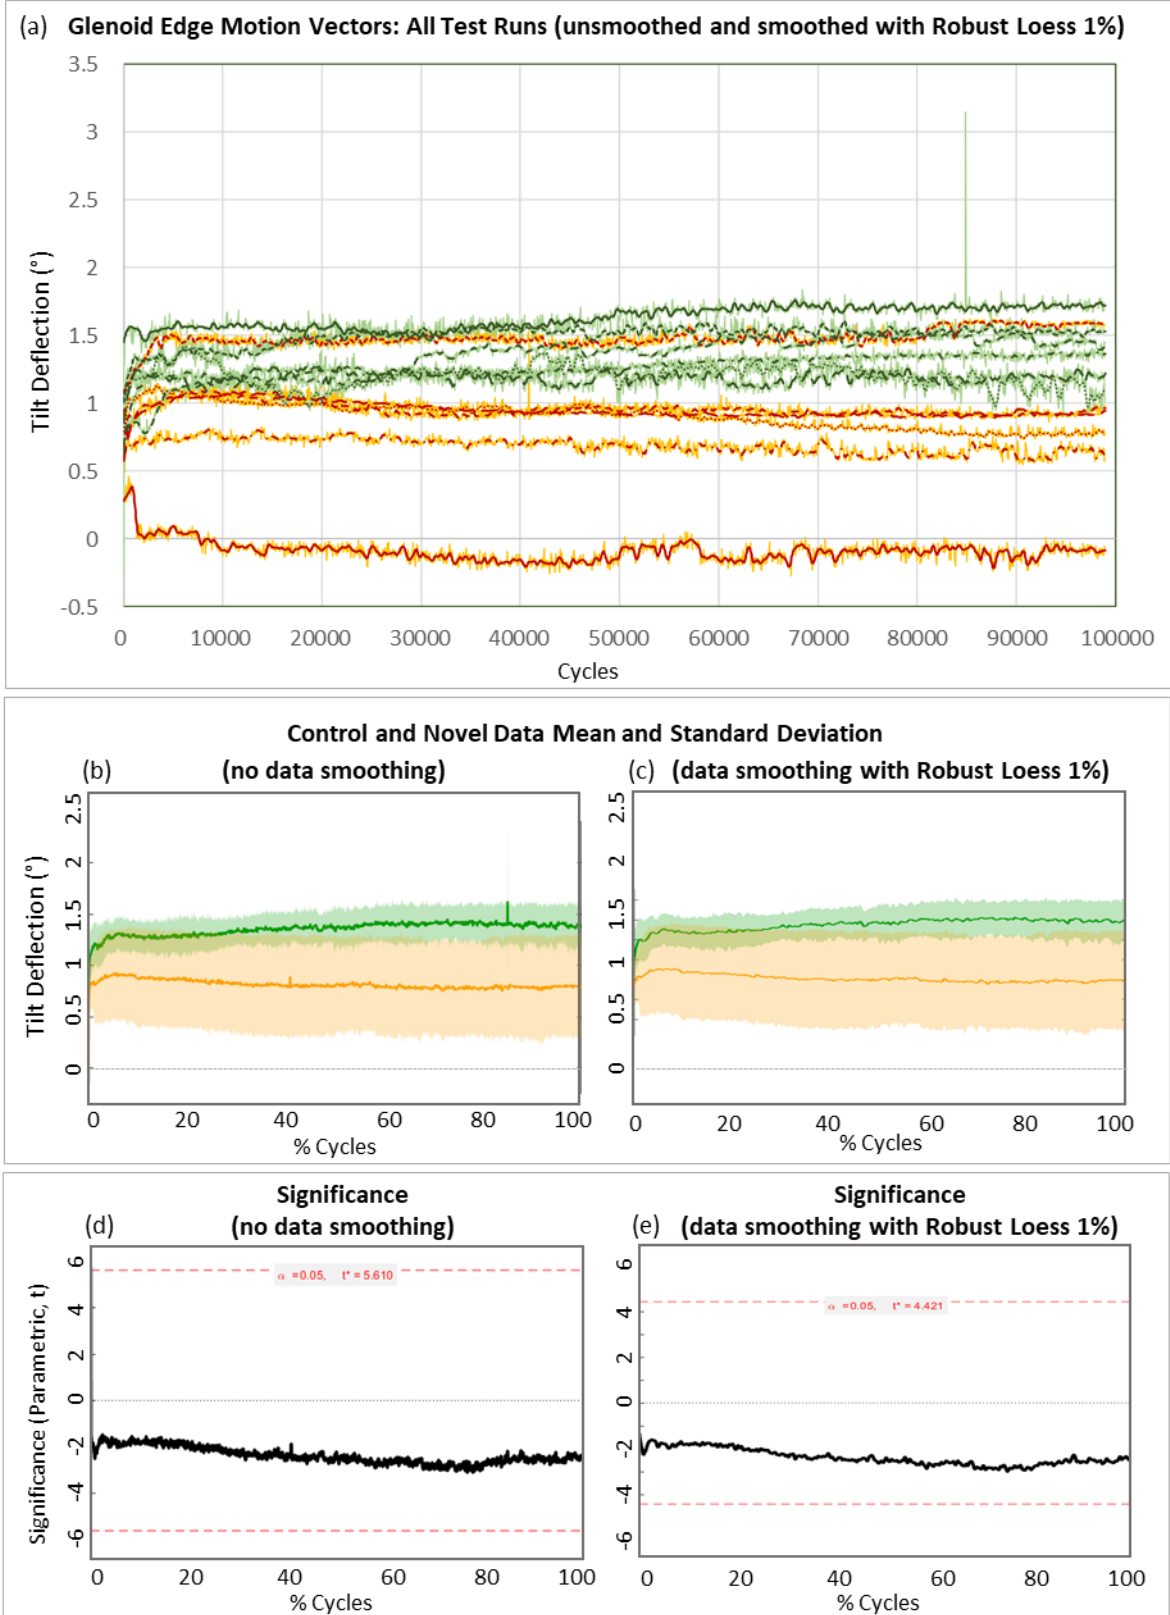 (a) Glenoid Edge Motion Vectors: All Test Runs (unsmoothed and smoothed with Robust Loess 1%)
3.5
3
2.5
2
1.5
1
0.5
0
-0.5
Tilt Deflection (°)
0 10000 20000 30000 40000 50000 60000 70000 80000 90000 100000
Cycles
Control and Novel Data Mean and Standard Deviation
(b) (no data smoothing)
2.5
2
1.5
1
0.5
0
Tilt Deflection (°)
0 20 40 60 80 100
% Cycles
(c) (data smoothing with Robust Loess 1%)
2.5
2
1.5
1
0.5
0
0 20 40 60 80 100
% Cycles
Significance
(d) (no data smoothing)
6
4
2
0
-2
-4
-6
Significance (Parametric, t)
α =0.05, t* = 5.610
0 20 40 60 80 100
% Cycles
Significance
(e) (data smoothing with Robust Loess 1%)
6
4
2
0
-2
-4
-6
α =0.05, t* = 4.421
0 20 40 60 80 100
% Cycles